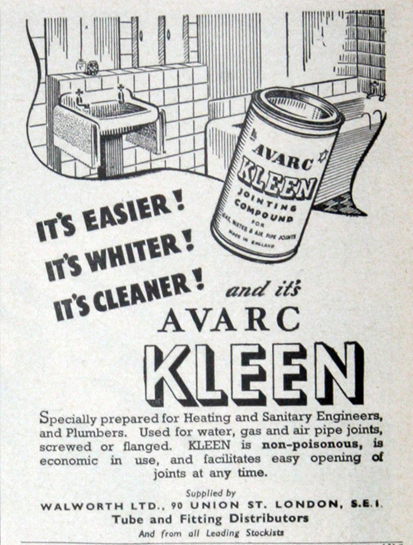 AVARC
KLEEN
JOINTING
COMPOUND
FOR
GAS, WATER & AIR PIPE JOINTS
MADE IN ENGLAND
IT'S EASIER!
IT'S WHITER!
IT'S CLEANER!
and it's
AVARC
KLEEN
Specially prepared for Heating and Sanitary Engineers,
and Plumbers. Used for water, gas and air pipe joints,
screwed or flanged. KLEEN is non-poisonous, is
economic in use, and facilitates easy opening of
joints at any time.
Supplied by
WALWORTH LTD., 90 UNION ST. LONDON, S.E.1.
Tube and Fitting Distributors
And from all Leading Stockists